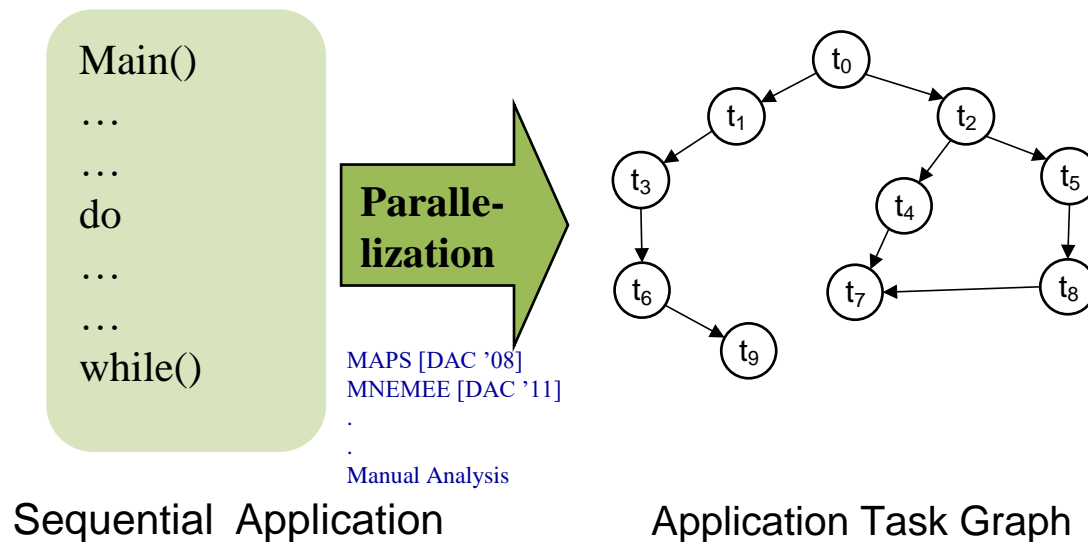 Main()
…
…
do
…
…
while()
Paralle-
lization
MAPS [DAC ’08]
MNEMEE [DAC ’11]
.
.
Manual Analysis
t0
t1
t2
t3
t4
t5
t6
t7
t8
t9
Sequential Application
Application Task Graph